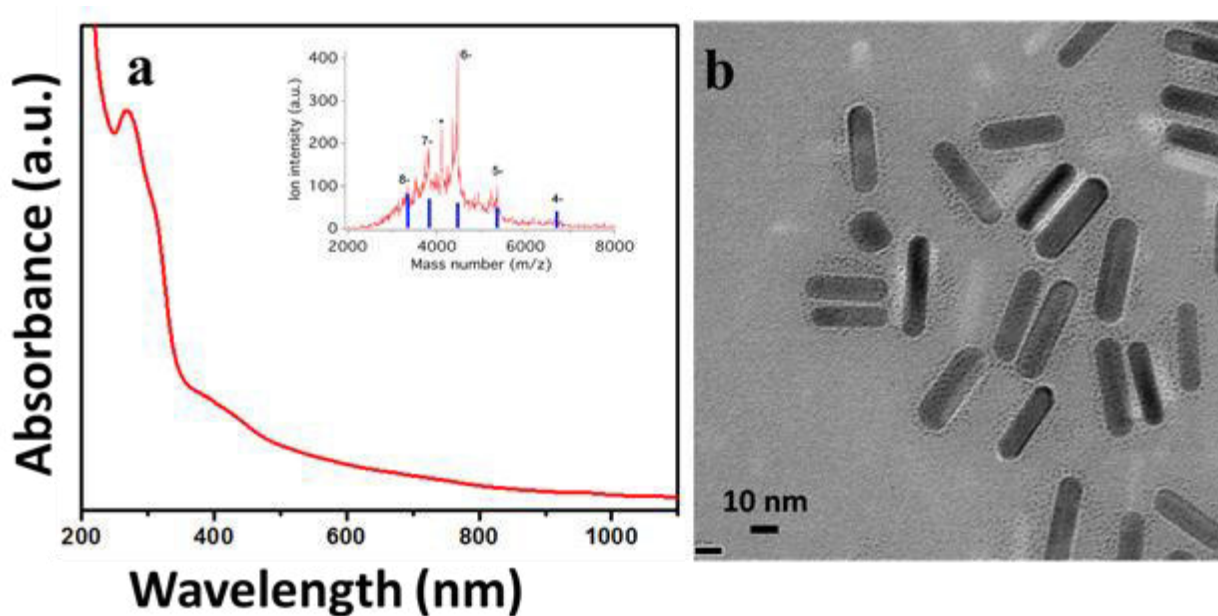 a
Absorbance (a.u.)
200
400
600
800
1000
Wavelength (nm)
Ion intensity (a.u.)
400
300
200
100
0
2000
4000
6000
8000
Mass number (m/z)
8-
7-
*
6-
5-
4-
b
10 nm